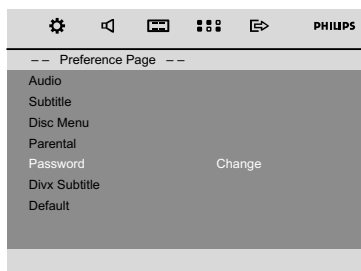 PHILIPS
– – Preference Page – –
Audio
Subtitle
Disc Menu
Parental
Password Change
Divx Subtitle
Default